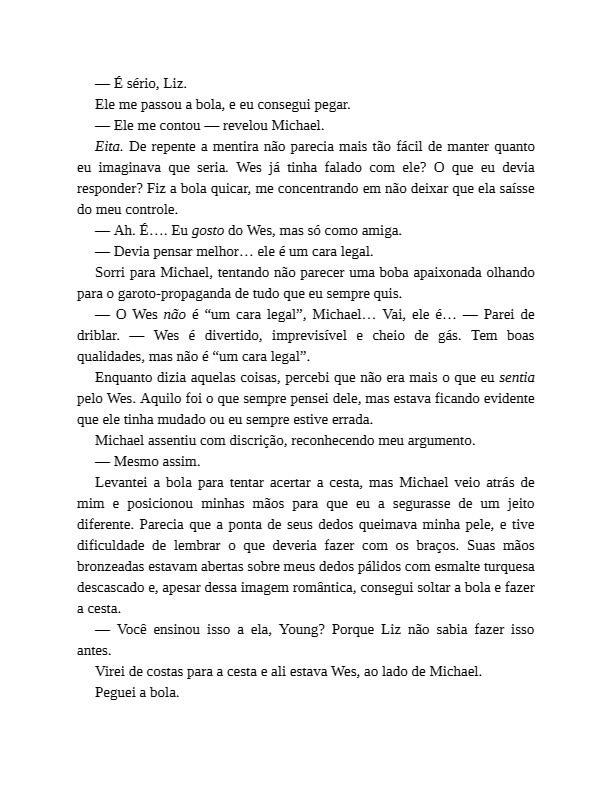 — É sério, Liz.
Ele me passou a bola, e eu consegui pegar.
— Ele me contou — revelou Michael.
Eita. De repente a mentira não parecia mais tão fácil de manter quanto
eu imaginava que seria. Wes já tinha falado com ele? O que eu devia
responder? Fiz a bola quicar, me concentrando em não deixar que ela saísse
do meu controle.
— Ah. É…. Eu gosto do Wes, mas só como amiga.
— Devia pensar melhor… ele é um cara legal.
Sorri para Michael, tentando não parecer uma boba apaixonada olhando
para o garoto-propaganda de tudo que eu sempre quis.
— O Wes não é “um cara legal”, Michael… Vai, ele é… — Parei de
driblar. — Wes é divertido, imprevisível e cheio de gás. Tem boas
qualidades, mas não é “um cara legal”.
Enquanto dizia aquelas coisas, percebi que não era mais o que eu sentia
pelo Wes. Aquilo foi o que sempre pensei dele, mas estava ficando evidente
que ele tinha mudado ou eu sempre estive errada.
Michael assentiu com discrição, reconhecendo meu argumento.
— Mesmo assim.
Levantei a bola para tentar acertar a cesta, mas Michael veio atrás de
mim e posicionou minhas mãos para que eu a segurasse de um jeito
diferente. Parecia que a ponta de seus dedos queimava minha pele, e tive
dificuldade de lembrar o que deveria fazer com os braços. Suas mãos
bronzeadas estavam abertas sobre meus dedos pálidos com esmalte turquesa
descascado e, apesar dessa imagem romântica, consegui soltar a bola e fazer
a cesta.
— Você ensinou isso a ela, Young? Porque Liz não sabia fazer isso
antes.
Virei de costas para a cesta e ali estava Wes, ao lado de Michael.
Peguei a bola.